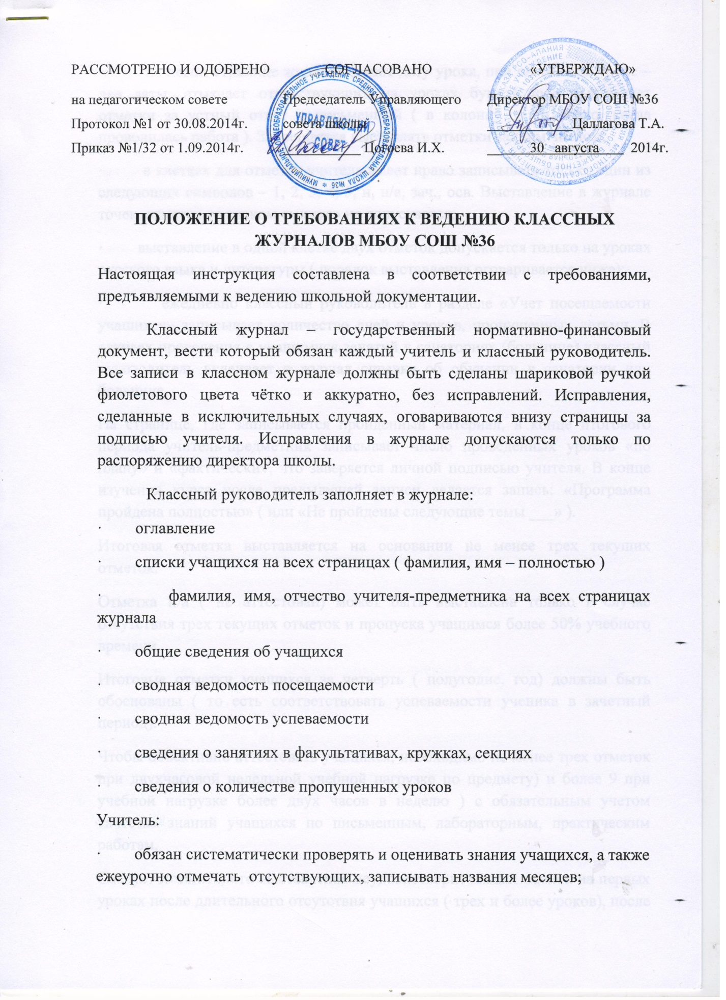 РАССМОТРЕНО И ОДОБРЕНО СОГЛАСОВАНО «УТВЕРЖДАЮ»
на педагогическом совете Председатель Управляющего Директор МБОУ СОШ №36
Протокол №1 от 30.08.2014г. совета школы Цаллагова Т.А.
Приказ №1/32 от 1.09.2014г. Цогоева И.Х. 30 августа 2014г.
УПРАВЛЯЮЩИЙ
СОВЕТ
ПОЛОЖЕНИЕ О ТРЕБОВАНИЯХ К ВЕДЕНИЮ КЛАССНЫХ
ЖУРНАЛОВ МБОУ СОШ №36
Настоящая инструкция составлена в соответствии с требованиями,
предъявляемыми к ведению школьной документации.
Классный журнал – государственный нормативно-финансовый
документ, вести который обязан каждый учитель и классный руководитель.
Все записи в классном журнале должны быть сделаны шариковой ручкой
фиолетового цвета чётко и аккуратно, без исправлений. Исправления,
сделанные в исключительных случаях, оговариваются внизу страницы за
подписью учителя. Исправления в журнале допускаются только по
распоряжению директора школы.
Классный руководитель заполняет в журнале:
· оглавление
· списки учащихся на всех страницах ( фамилия, имя – полностью )
· фамилия, имя, отчество учителя-предметника на всех страницах
журнала
· общие сведения об учащихся
· сводная ведомость посещаемости
· сводная ведомость успеваемости
· сведения о занятиях в факультативах, кружках, секциях
· сведения о количестве пропущенных уроков
Учитель:
· обязан систематически проверять и оценивать знания учащихся, а также
ежеурочно отмечать отсутствующих, записывать названия месяцев;